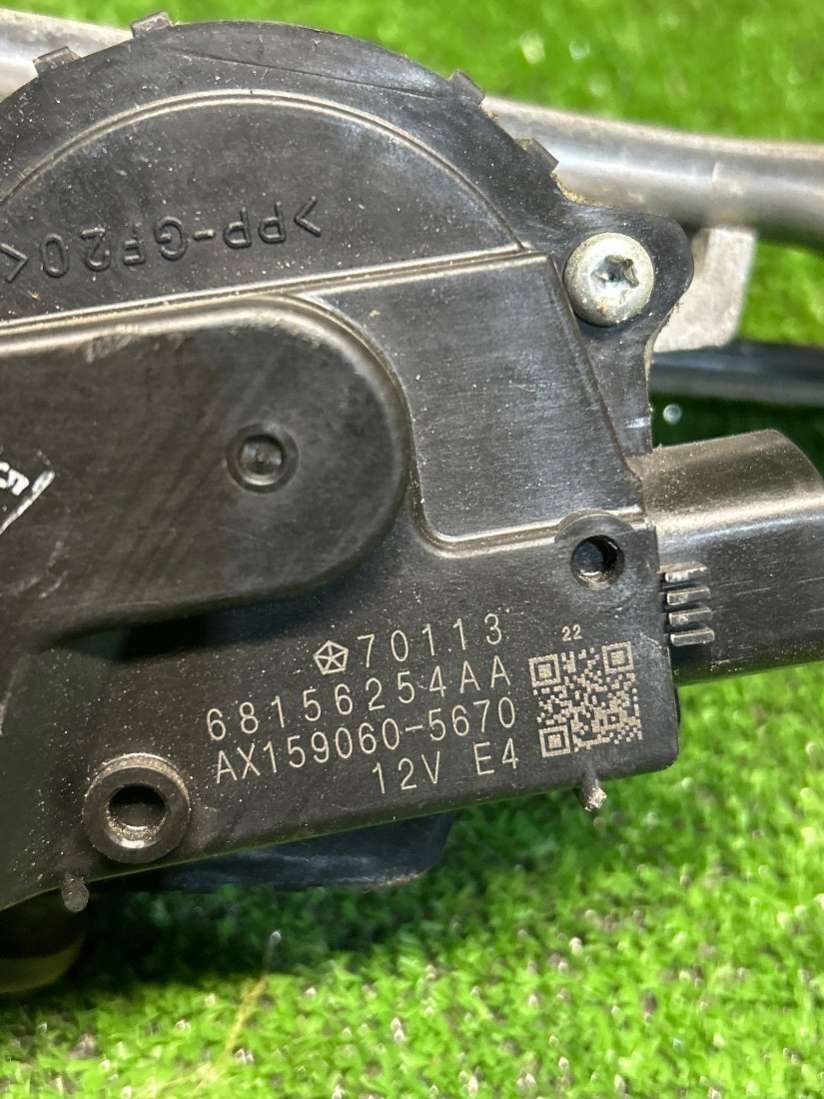 >PP-GF20<
70113
22
68156254AA
AX159060-5670
12V E4